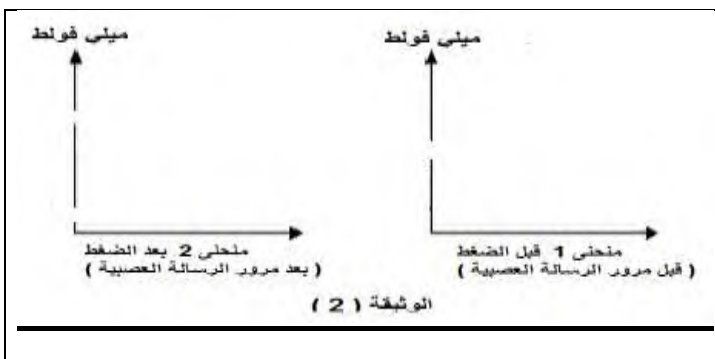 ميلي فولط
ميلي فولط
منحنى 1 قبل الضغط
( قبل مرور الرسالة العصبية )
منحنى 2 بعد الضغط
( بعد مرور الرسالة العصبية )
الوثيقة ( 2 )